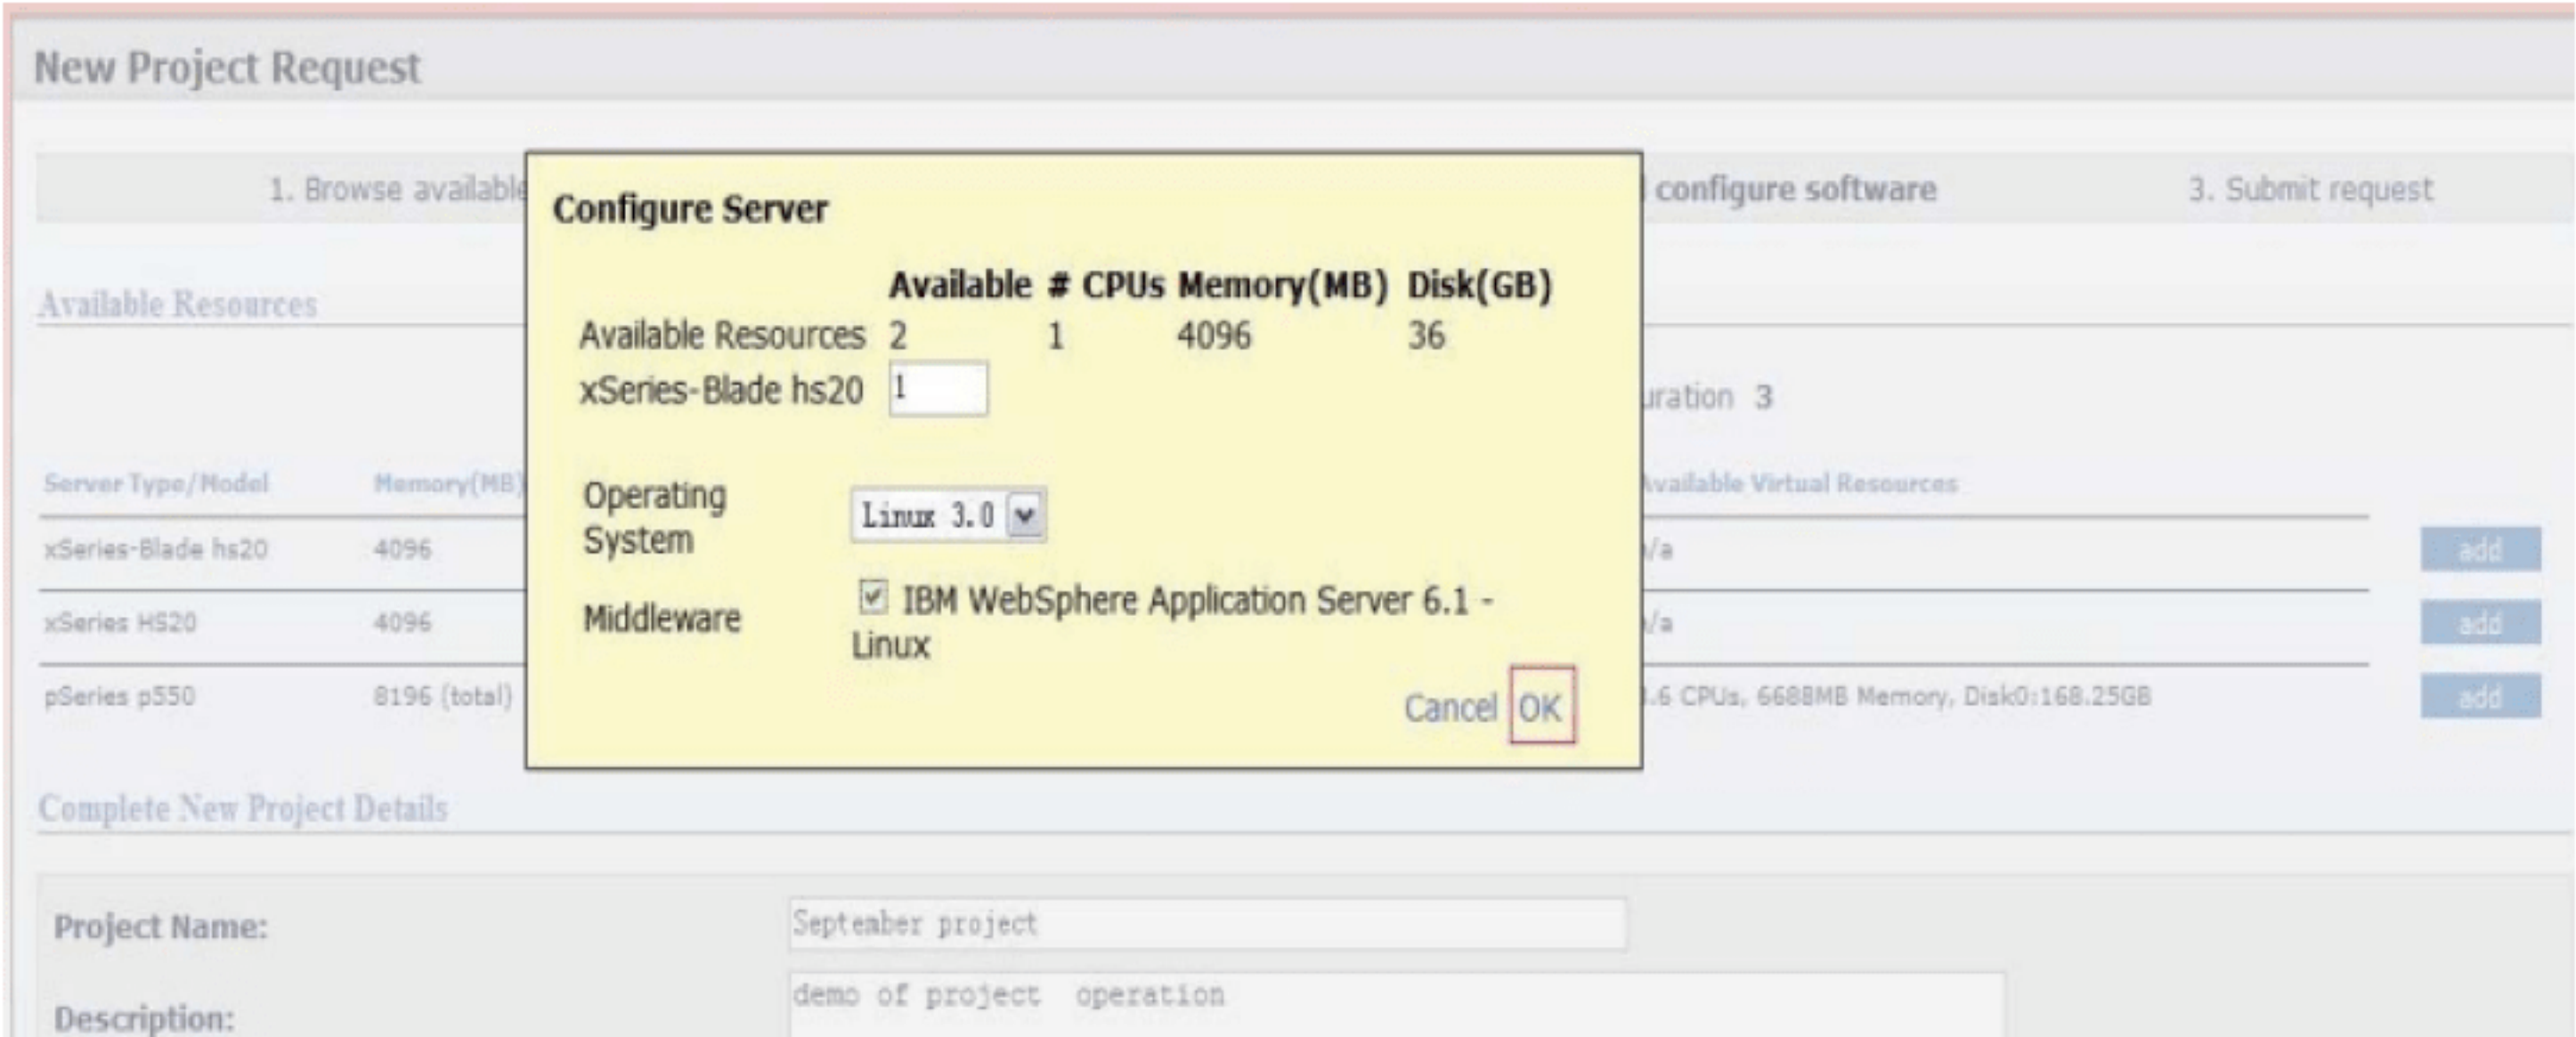 New Project Request
1. Browse available
configure software
3. Submit request
Configure Server
Available # CPUs Memory(MB) Disk(GB)
Available Resources 2 1 4096 36
xSeries-Blade hs20 1
Operating
System
Linux 3.0
Middleware
IBM WebSphere Application Server 6.1 -
Linux
Cancel OK
Available Resources
3
Server Type/Model Memory(MB) Available Virtual Resources
xSeries-Blade hs20 4096 add
xSeries HS20 4096 add
pSeries p550 8196 (total) .6 CPUs, 6688MB Memory, Disk0:168.25GB add
Complete New Project Details
Project Name: September project
Description: demo of project operation